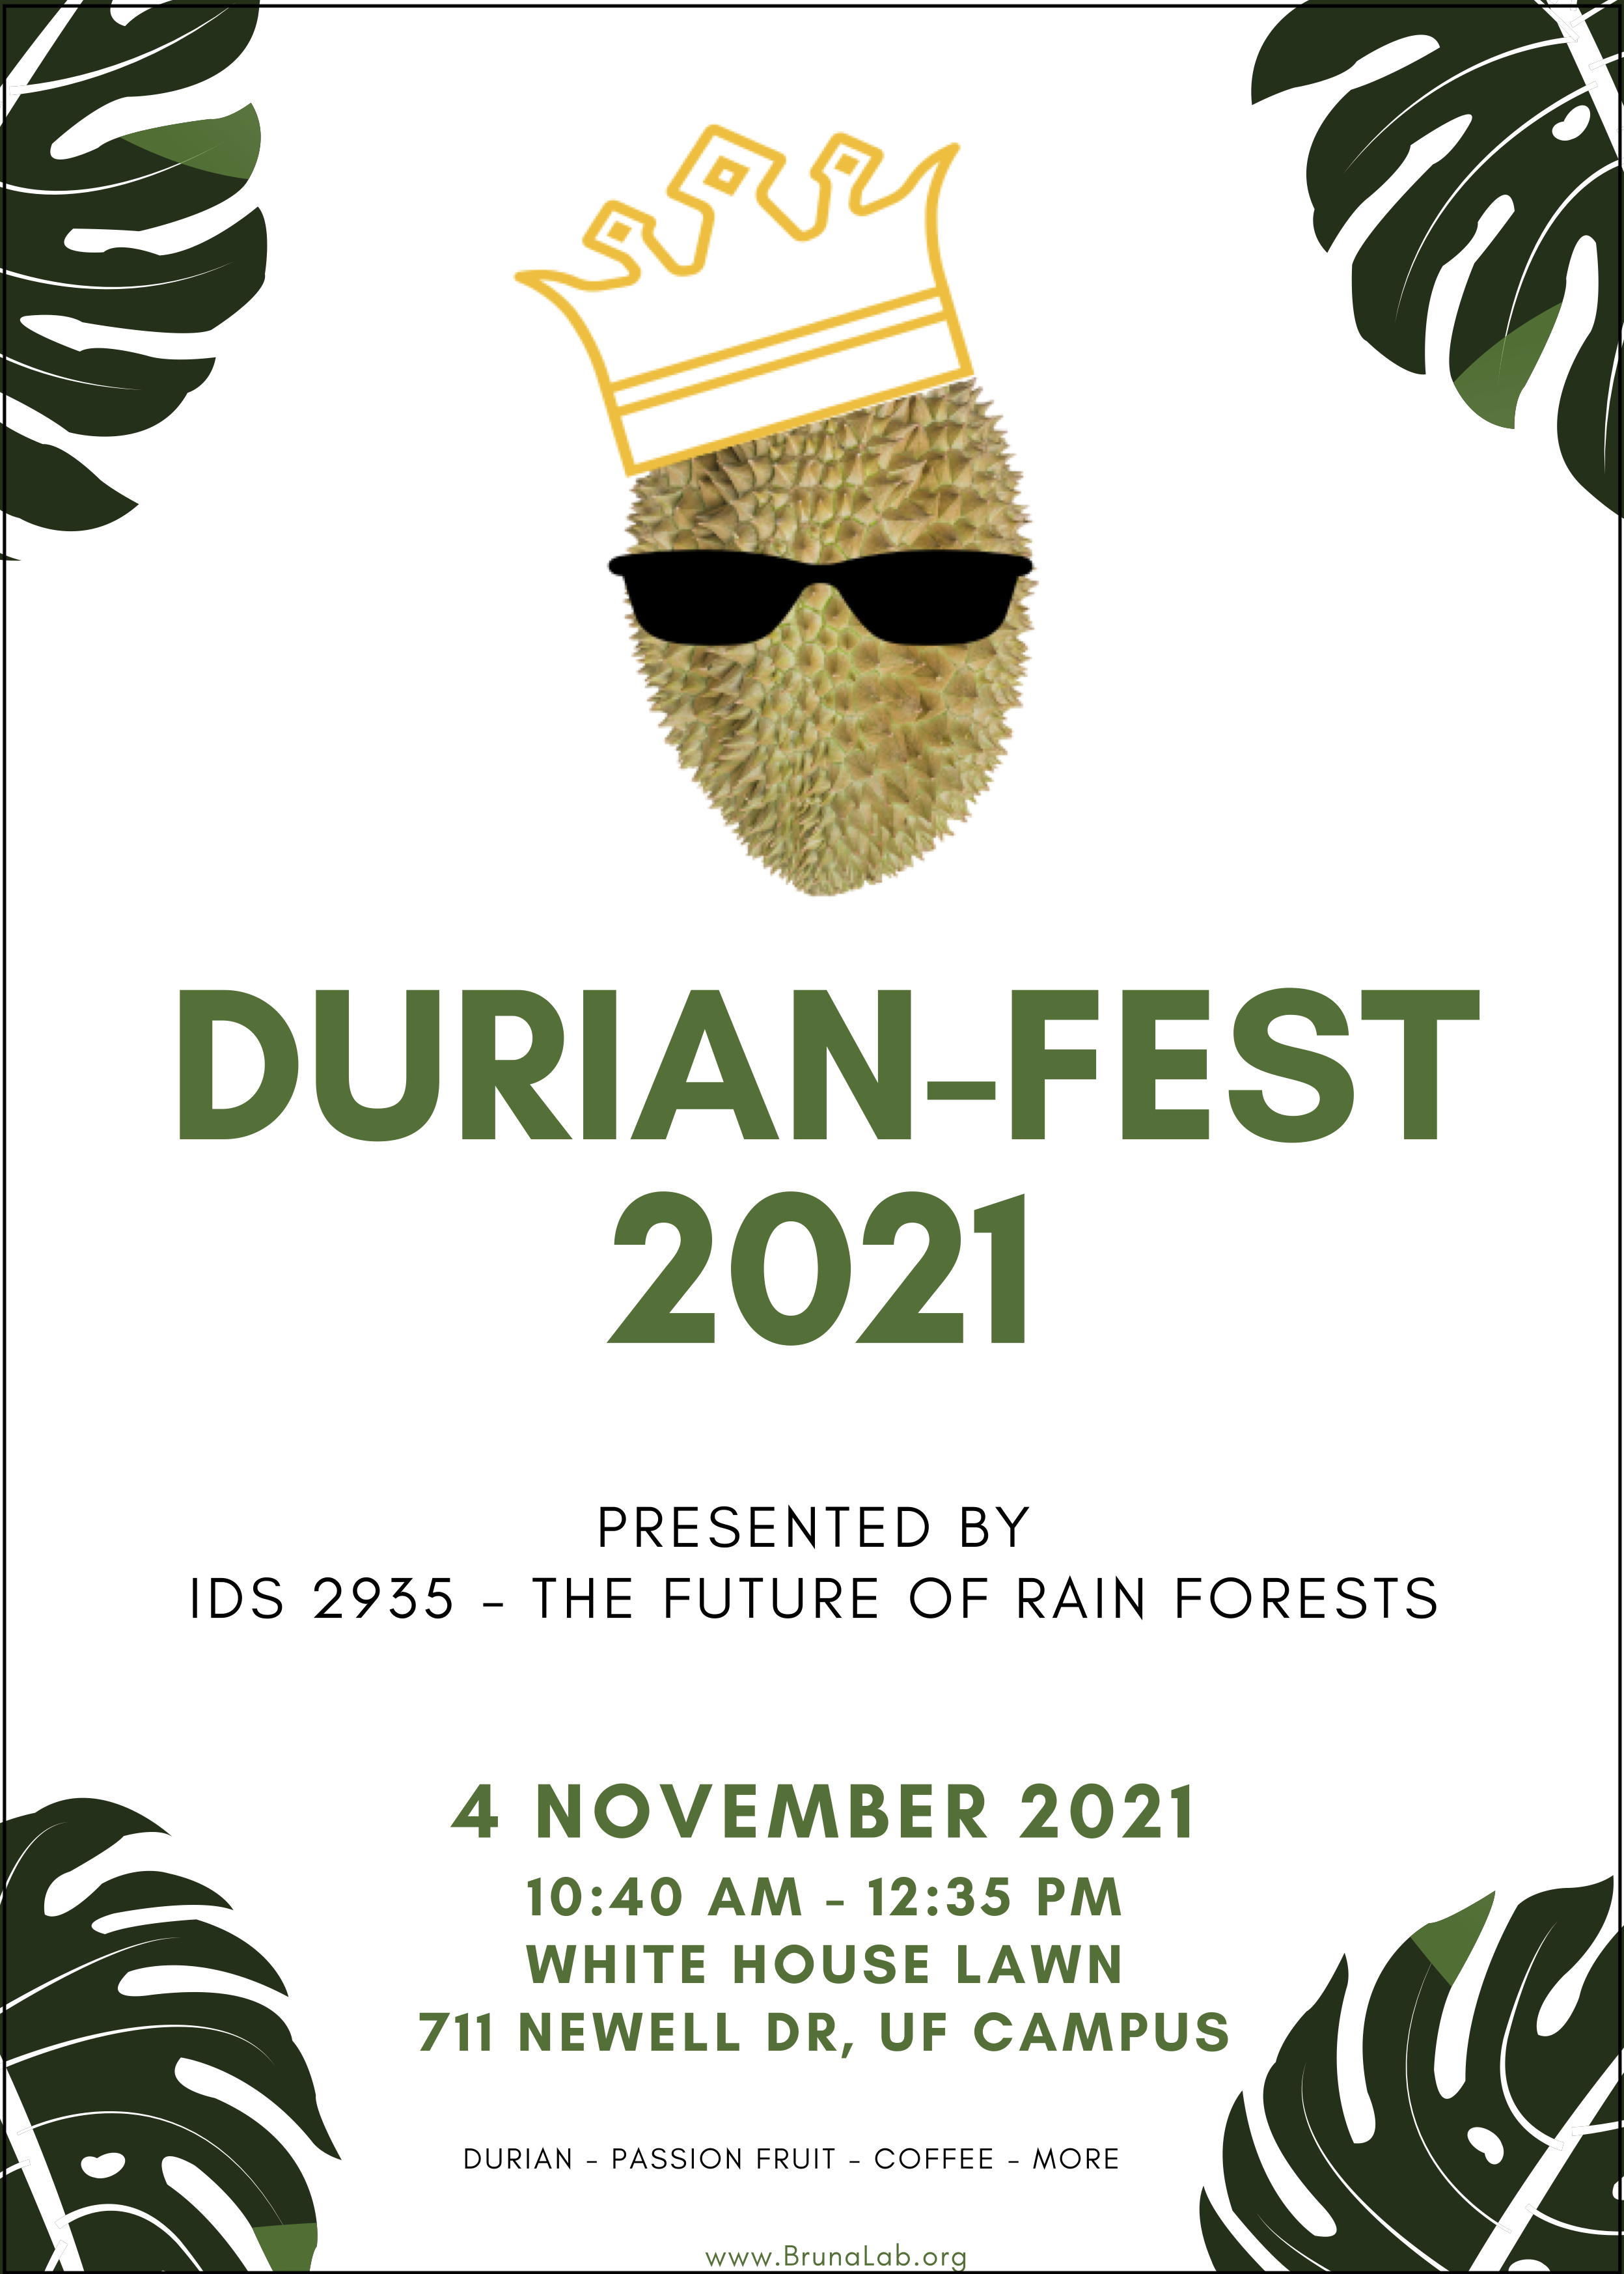 DURIAN-FEST
2021
PRESENTED BY
IDS 2935 - THE FUTURE OF RAIN FORESTS
4 NOVEMBER 2021
10:40 AM - 12:35 PM
WHITE HOUSE LAWN
711 NEWELL DR, UF CAMPUS
DURIAN - PASSION FRUIT - COFFEE - MORE
www.BrunaLab.org